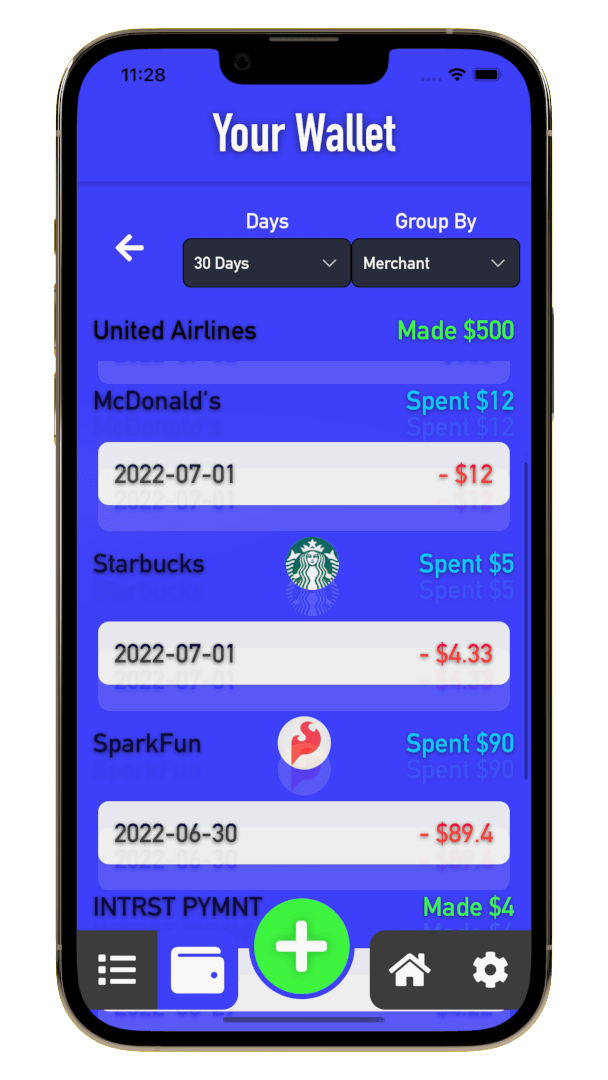 11:28
Your Wallet
Days Group By
30 Days Merchant
United Airlines Made $500
McDonald's Spent $12
2022-07-01 - $12
Starbucks Spent $5
2022-07-01 - $4.33
SparkFun Spent $90
2022-06-30 - $89.4
INTRST PYMNT Made $4